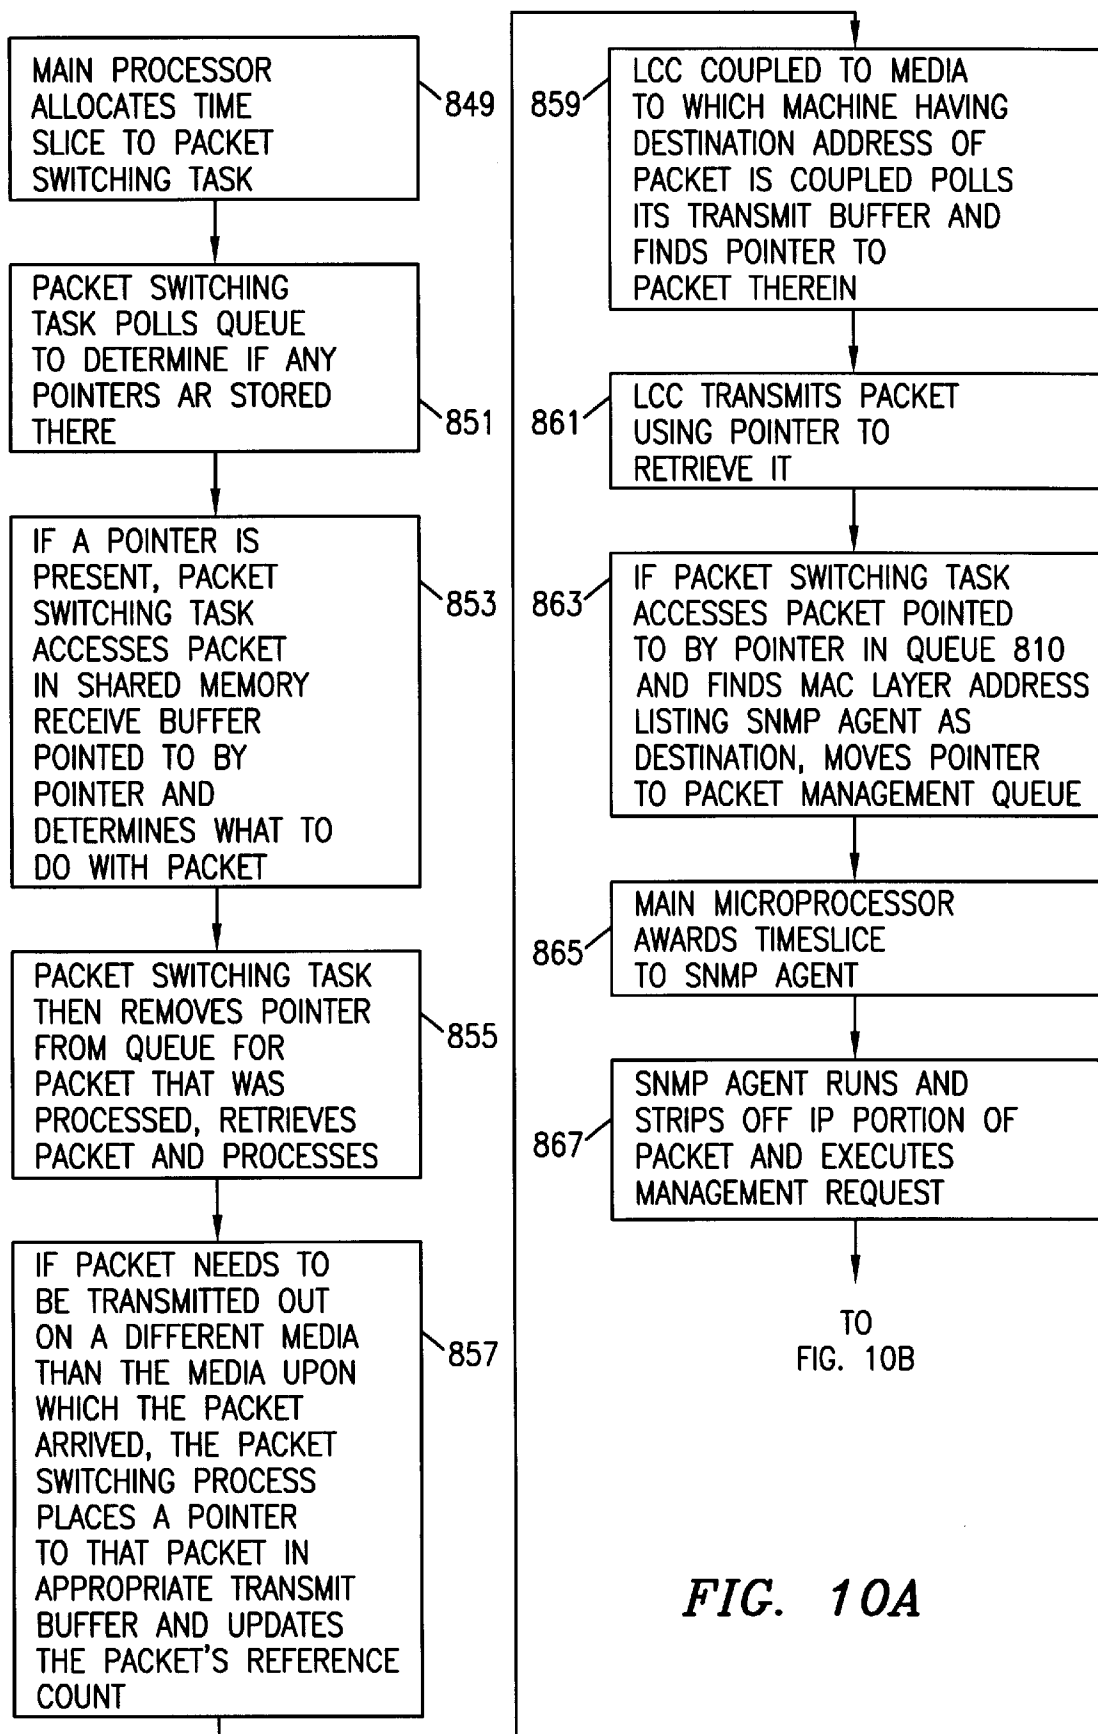 MAIN PROCESSOR
ALLOCATES TIME
SLICE TO PACKET
SWITCHING TASK
849
PACKET SWITCHING
TASK POLLS QUEUE
TO DETERMINE IF ANY
POINTERS AR STORED
THERE
851
IF A POINTER IS
PRESENT, PACKET
SWITCHING TASK
ACCESSES PACKET
IN SHARED MEMORY
RECEIVE BUFFER
POINTED TO BY
POINTER AND
DETERMINES WHAT TO
DO WITH PACKET
853
PACKET SWITCHING TASK
THEN REMOVES POINTER
FROM QUEUE FOR
PACKET THAT WAS
PROCESSED, RETRIEVES
PACKET AND PROCESSES
855
IF PACKET NEEDS TO
BE TRANSMITTED OUT
ON A DIFFERENT MEDIA
THAN THE MEDIA UPON
WHICH THE PACKET
ARRIVED, THE PACKET
SWITCHING PROCESS
PLACES A POINTER
TO THAT PACKET IN
APPROPRIATE TRANSMIT
BUFFER AND UPDATES
THE PACKET'S REFERENCE
COUNT
857
859
LCC COUPLED TO MEDIA
TO WHICH MACHINE HAVING
DESTINATION ADDRESS OF
PACKET IS COUPLED POLLS
ITS TRANSMIT BUFFER AND
FINDS POINTER TO
PACKET THEREIN
861
LCC TRANSMITS PACKET
USING POINTER TO
RETRIEVE IT
863
IF PACKET SWITCHING TASK
ACCESSES PACKET POINTED
TO BY POINTER IN QUEUE 810
AND FINDS MAC LAYER ADDRESS
LISTING SNMP AGENT AS
DESTINATION, MOVES POINTER
TO PACKET MANAGEMENT QUEUE
865
MAIN MICROPROCESSOR
AWARDS TIMESLICE
TO SNMP AGENT
867
SNMP AGENT RUNS AND
STRIPS OFF IP PORTION OF
PACKET AND EXECUTES
MANAGEMENT REQUEST
TO
FIG. 10B
FIG. 10A